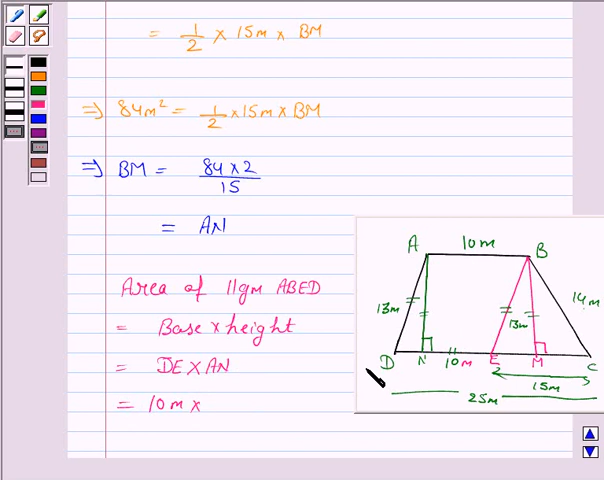 = 1/2 × 15m × BM
⇒ 84m² = 1/2 × 15m × BM
⇒ BM = 84 × 2 / 15
= AN
Area of 11gm ABED
= Base × height
= DE × AN
= 10m ×
A 10m B
13m 13m 14m
D N 10m E M C
15m
25m